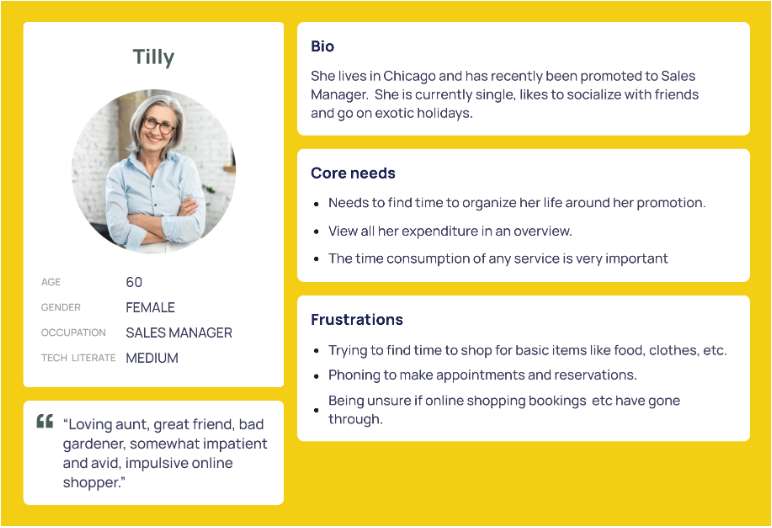 Tilly
AGE 60
GENDER FEMALE
OCCUPATION SALES MANAGER
TECH LITERATE MEDIUM
“Loving aunt, great friend, bad
gardener, somewhat impatient
and avid, impulsive online
shopper.”
Bio
She lives in Chicago and has recently been promoted to Sales
Manager. She is currently single, likes to socialize with friends
and go on exotic holidays.
Core needs
• Needs to find time to organize her life around her promotion.
• View all her expenditure in an overview.
• The time consumption of any service is very important
Frustrations
• Trying to find time to shop for basic items like food, clothes, etc.
• Phoning to make appointments and reservations.
• Being unsure if online shopping bookings etc have gone
through.